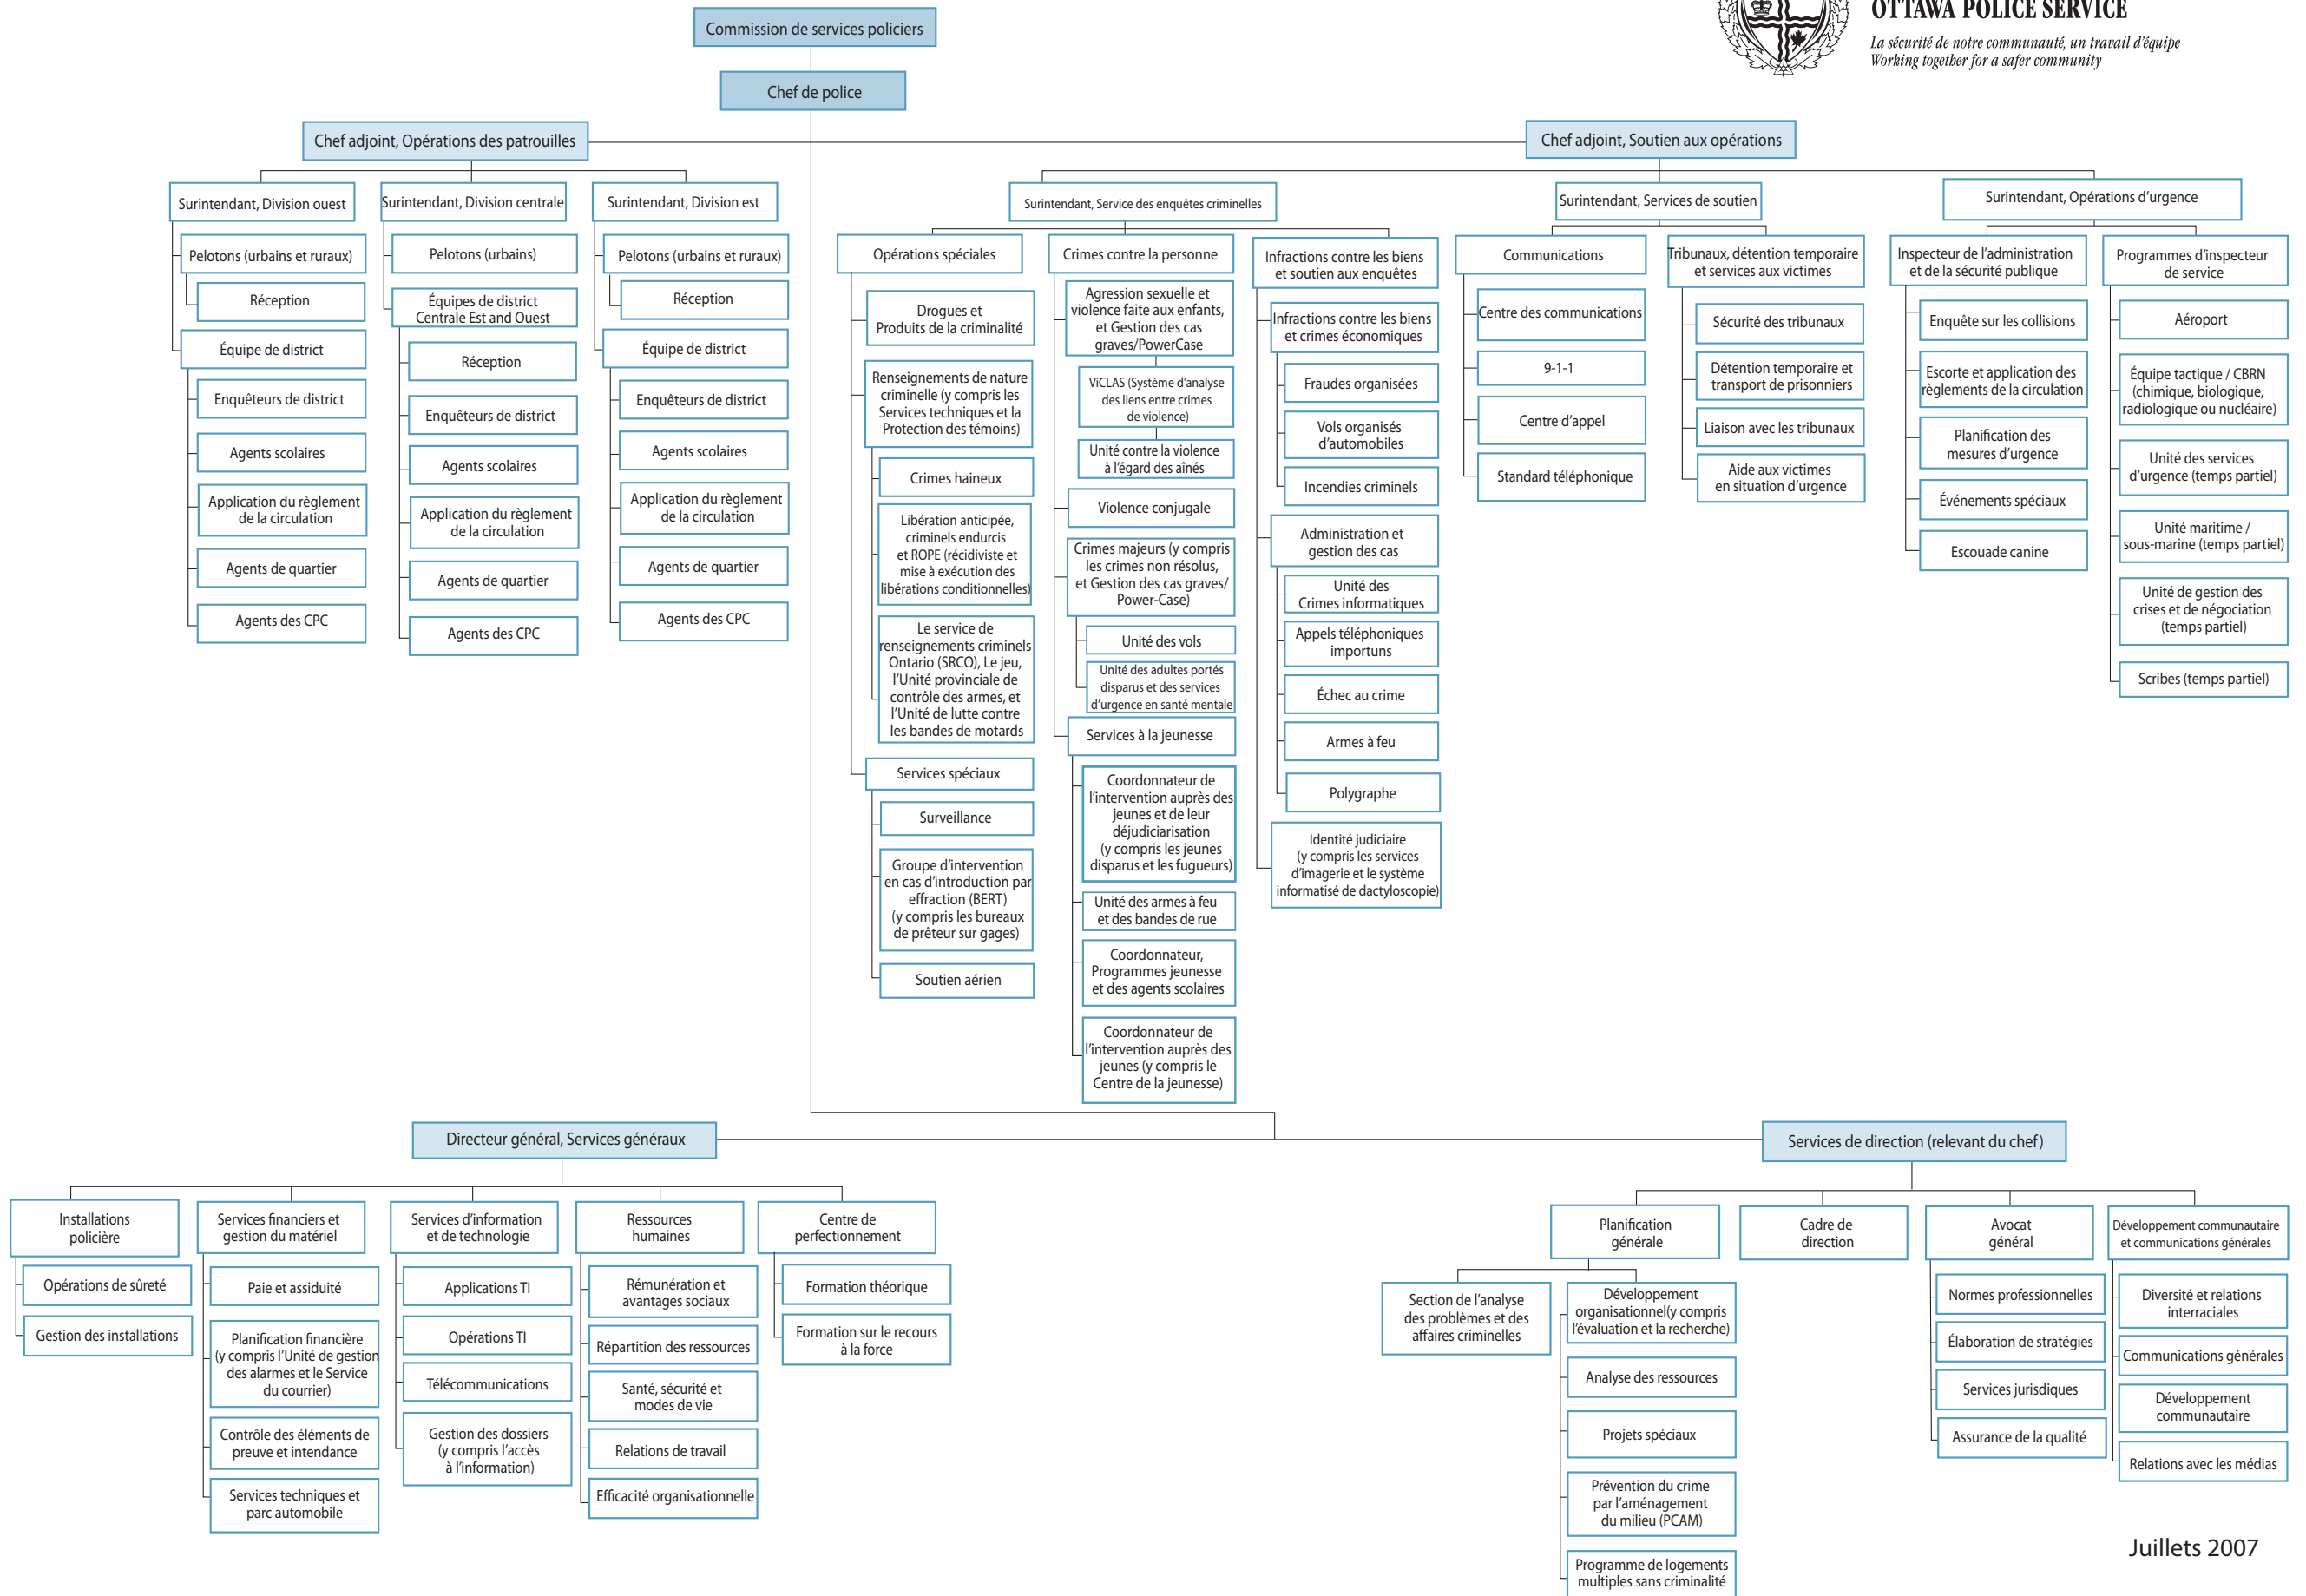 OTTAWA POLICE SERVICE
La sécurité de notre communauté, un travail d'équipe
Working together for a safer community
Commission de services policiers
Chef de police
Chef adjoint, Opérations des patrouilles
Chef adjoint, Soutien aux opérations
Surintendant, Division ouest
Pelotons (urbains et ruraux)
Réception
Équipe de district
Enquêteurs de district
Agents scolaires
Application du règlement
de la circulation
Agents de quartier
Agents des CPC
Surintendant, Division centrale
Pelotons (urbains)
Équipes de district
Centrale Est and Ouest
Réception
Enquêteurs de district
Agents scolaires
Application du règlement
de la circulation
Agents de quartier
Agents des CPC
Surintendant, Division est
Pelotons (urbains et ruraux)
Réception
Équipe de district
Enquêteurs de district
Agents scolaires
Application du règlement
de la circulation
Agents de quartier
Agents des CPC
Surintendant, Service des enquêtes criminelles
Opérations spéciales
Drogues et
Produits de la criminalité
Renseignements de nature
criminelle (y compris les
Services techniques et la
Protection des témoins)
Crimes haineux
Libération anticipée,
criminels endurcis
et ROPE (récidiviste et
mise à exécution des
libérations conditionnelles)
Le service de
renseignements criminels
Ontario (SRCO), Le jeu,
l'Unité provinciale de
contrôle des armes, et
l'Unité de lutte contre
les bandes de motards
Services spéciaux
Surveillance
Groupe d'intervention
en cas d'introduction par
effraction (BERT)
(y compris les bureaux
de prêteur sur gages)
Soutien aérien
Crimes contre la personne
Agression sexuelle et
violence faite aux enfants,
et Gestion des cas
graves/PowerCase
ViCLAS (Système d'analyse
des liens entre crimes
de violence)
Unité contre la violence
à l'égard des aînés
Violence conjugale
Crimes majeurs (y compris
les crimes non résolus,
et Gestion des cas graves/
Power-Case)
Unité des vols
Unité des adultes portés
disparus et des services
d'urgence en santé mentale
Services à la jeunesse
Coordonnateur de
l'intervention auprès des
jeunes et de leur
déjudiciarisation
(y compris les jeunes
disparus et les fugueurs)
Unité des armes à feu
et des bandes de rue
Coordonnateur,
Programmes jeunesse
et des agents scolaires
Coordonnateur de
l'intervention auprès des
jeunes (y compris le
Centre de la jeunesse)
Infractions contre les biens
et soutien aux enquêtes
Infractions contre les biens
et crimes économiques
Fraudes organisées
Vols organisés
d'automobiles
Incendies criminels
Administration et
gestion des cas
Unité des
Crimes informatiques
Appels téléphoniques
importuns
Échec au crime
Armes à feu
Polygraphe
Identité judiciaire
(y compris les services
d'imagerie et le système
informatisé de dactyloscopie)
Surintendant, Services de soutien
Communications
Centre des communications
9-1-1
Centre d'appel
Standard téléphonique
Tribunaux, détention temporaire
et services aux victimes
Sécurité des tribunaux
Détention temporaire et
transport de prisonniers
Liaison avec les tribunaux
Aide aux victimes
en situation d'urgence
Surintendant, Opérations d'urgence
Inspecteur de l'administration
et de la sécurité publique
Enquête sur les collisions
Escorte et application des
règlements de la circulation
Planification des
mesures d'urgence
Événements spéciaux
Escouade canine
Programmes d'inspecteur
de service
Aéroport
Équipe tactique / CBRN
(chimique, biologique,
radiologique ou nucléaire)
Unité des services
d'urgence (temps partiel)
Unité maritime /
sous-marine (temps partiel)
Unité de gestion des
crises et de négociation
(temps partiel)
Scribes (temps partiel)
Directeur général, Services généraux
Services de direction (relevant du chef)
Installations
policière
Opérations de sûreté
Gestion des installations
Services financiers et
gestion du matériel
Paie et assiduité
Planification financière
(y compris l'Unité de gestion
des alarmes et le Service
du courrier)
Contrôle des éléments de
preuve et intendance
Services techniques et
parc automobile
Services d'information
et de technologie
Applications TI
Opérations TI
Télécommunications
Gestion des dossiers
(y compris l'accès
à l'information)
Ressources
humaines
Rémunération et
avantages sociaux
Répartition des ressources
Santé, sécurité et
modes de vie
Relations de travail
Efficacité organisationnelle
Centre de
perfectionnement
Formation théorique
Formation sur le recours
à la force
Planification
générale
Section de l'analyse
des problèmes et des
affaires criminelles
Développement
organisationnel(y compris
l'évaluation et la recherche)
Analyse des ressources
Projets spéciaux
Prévention du crime
par l'aménagement
du milieu (PCAM)
Programme de logements
multiples sans criminalité
Cadre de
direction
Avocat
général
Normes professionnelles
Élaboration de stratégies
Services jurisdiques
Assurance de la qualité
Développement communautaire
et communications générales
Diversité et relations
interraciales
Communications générales
Développement
communautaire
Relations avec les médias
Juillets 2007